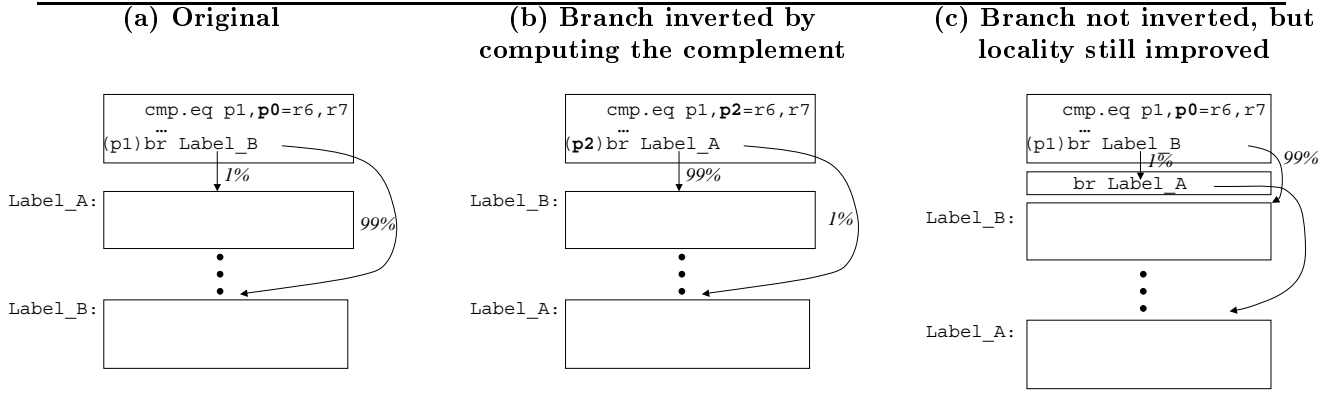 (a) Original
(b) Branch inverted by
computing the complement
(c) Branch not inverted, but
locality still improved
cmp.eq p1,p0=r6,r7
...
(p1)br Label_B
1%
99%
Label_A:
Label_B:
cmp.eq p1,p2=r6,r7
...
(p2)br Label_A
99%
1%
Label_B:
Label_A:
cmp.eq p1,p0=r6,r7
...
(p1)br Label_B
1%
99%
br Label_A
Label_B:
Label_A: